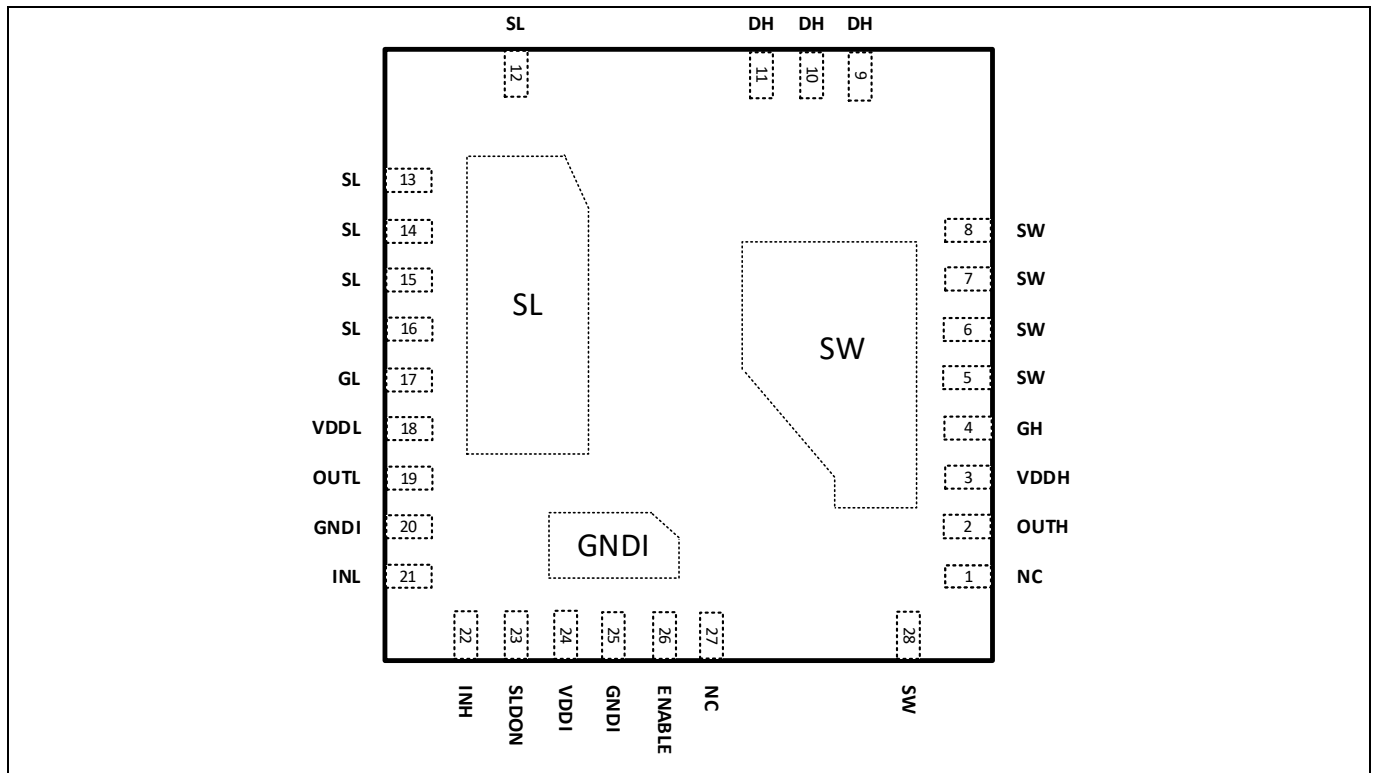 SL DH DH DH
12 11 10 9
SL 13
SL 14
SL 15
SL 16
GL 17
VDDL 18
OUTL 19
GNDI 20
INL 21
SL
SW
GNDI
8 SW
7 SW
6 SW
5 SW
4 GH
3 VDDH
2 OUTH
1 NC
22 23 24 25 26 27 28
INH SLDON VDDI GNDI ENABLE NC SW